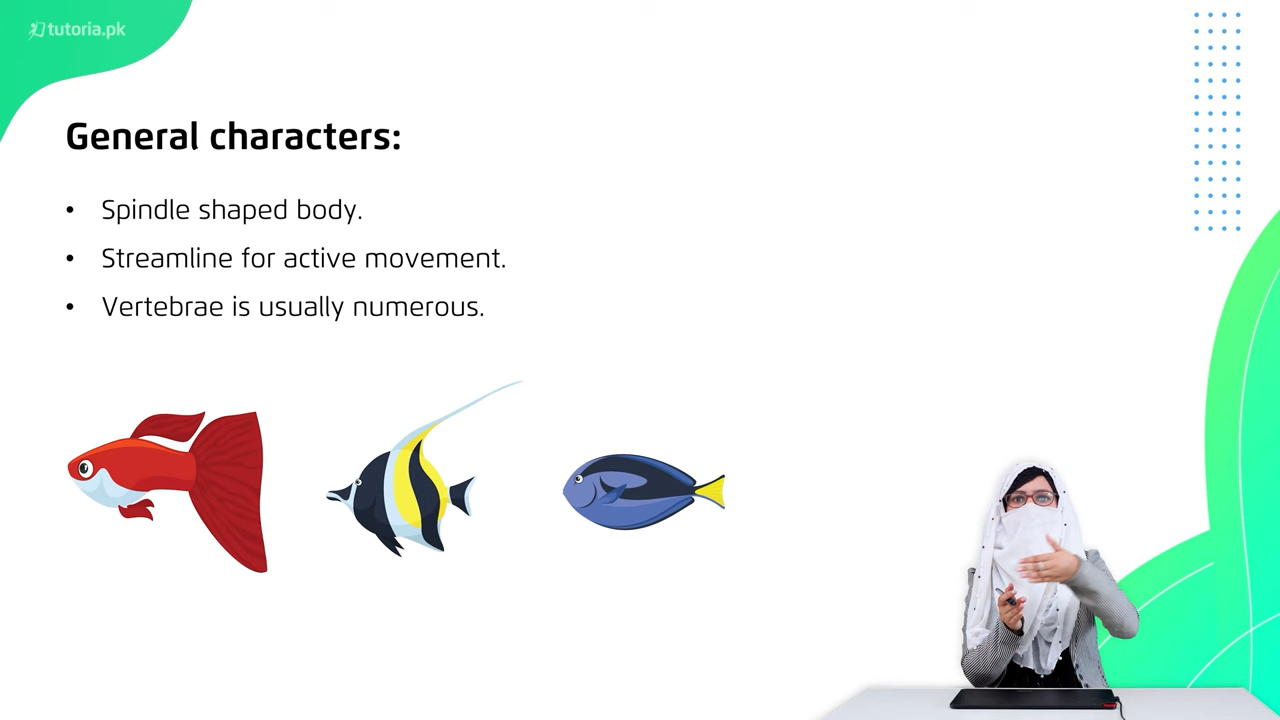 tutoria.pk
General characters:
• Spindle shaped body.
• Streamline for active movement.
• Vertebrae is usually numerous.